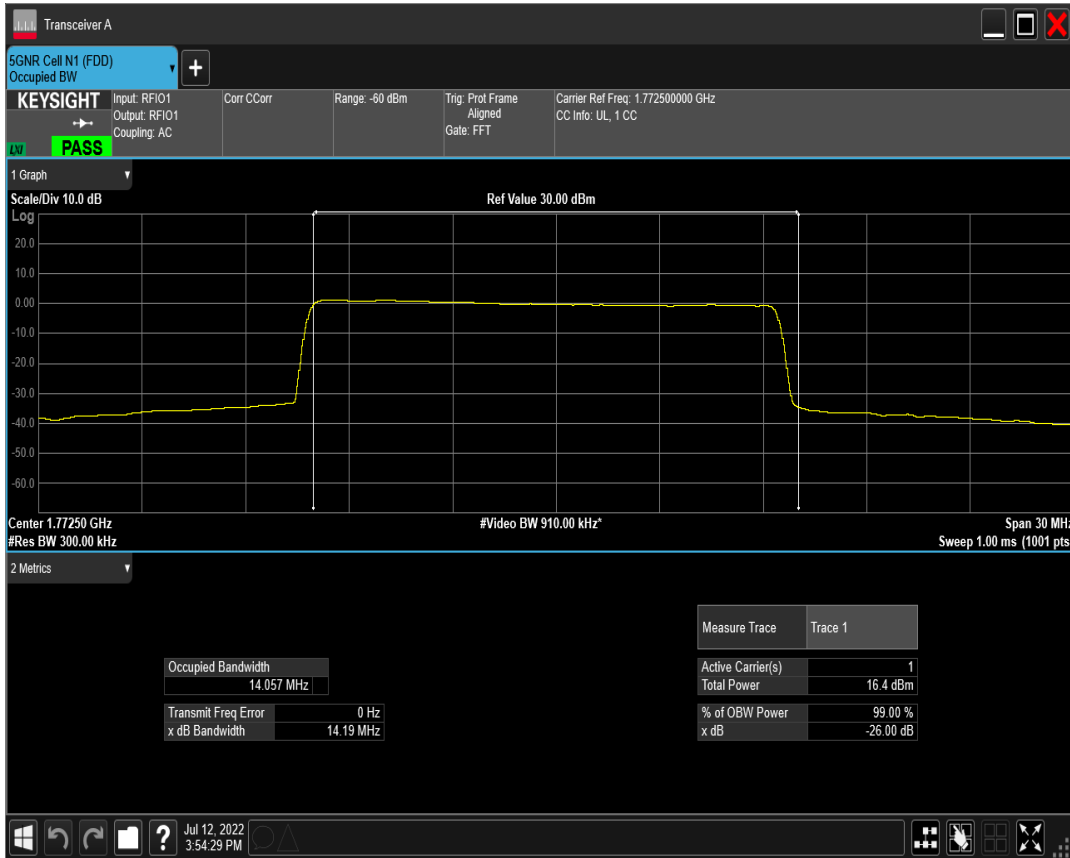 Transceiver A
5GNR Cell N1 (FDD)
Occupied BW
+
KEYSIGHT
LXI
PASS
Input: RFIO1
Output: RFIO1
Coupling: AC
Corr CCorr
Range: -60 dBm
Trig: Prot Frame
Aligned
Gate: FFT
Carrier Ref Freq: 1.772500000 GHz
CC Info: UL, 1 CC
1 Graph
Scale/Div 10.0 dB
Ref Value 30.00 dBm
Log
20.0
10.0
0.00
-10.0
-20.0
-30.0
-40.0
-50.0
-60.0
Center 1.77250 GHz
#Video BW 910.00 kHz*
Span 30 MHz
#Res BW 300.00 kHz
Sweep 1.00 ms (1001 pts
2 Metrics
Measure Trace Trace 1
Occupied Bandwidth
14.057 MHz
Transmit Freq Error 0 Hz
x dB Bandwidth 14.19 MHz
Active Carrier(s) 1
Total Power 16.4 dBm
% of OBW Power 99.00 %
x dB -26.00 dB
?
Jul 12, 2022
3:54:29 PM